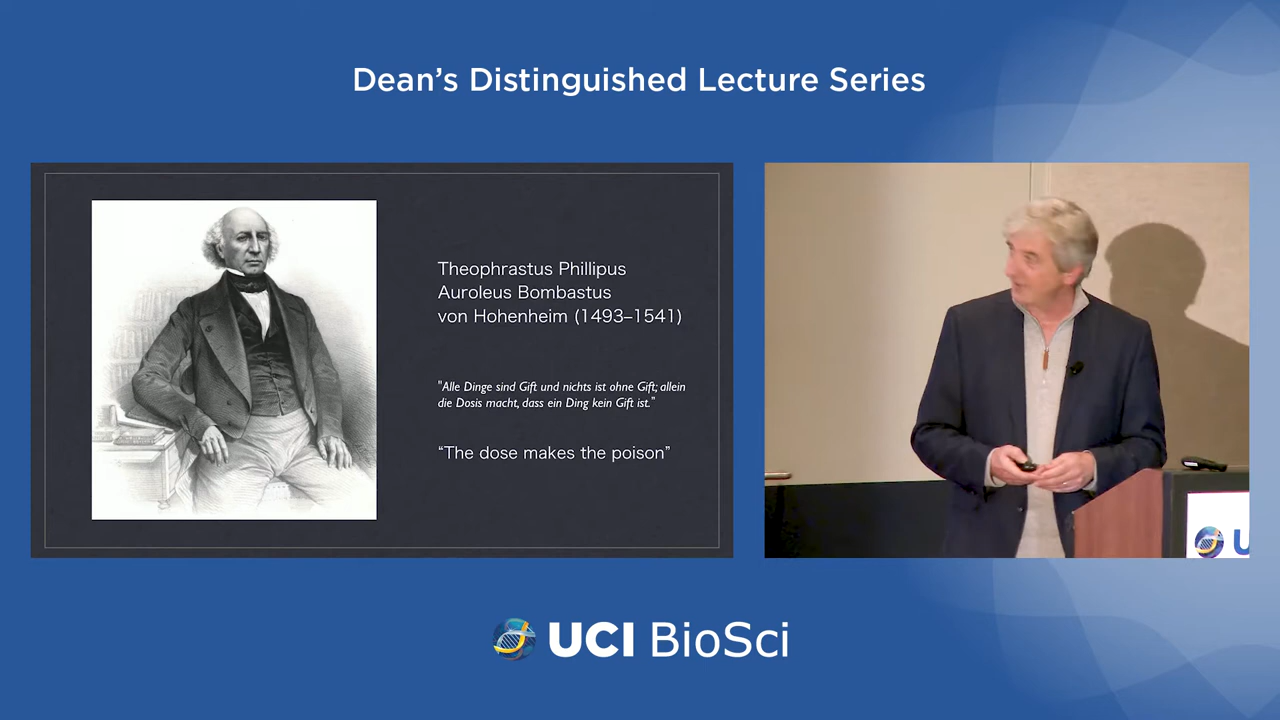 Dean’s Distinguished Lecture Series
Theophrastus Phillipus
Auroleus Bombastus
von Hohenheim (1493–1541)
"Alle Dinge sind Gift und nichts ist ohne Gift; allein
die Dosis macht, dass ein Ding kein Gift ist."
“The dose makes the poison”
U
UCI BioSci